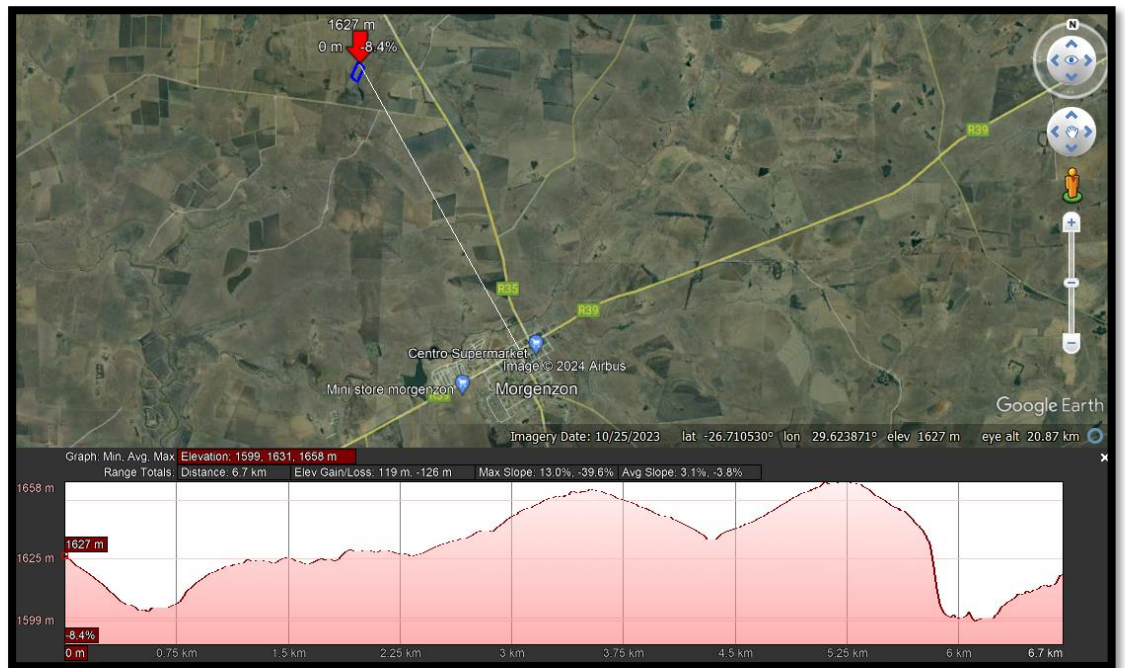 1627 m
0 m -8.4%
N
R39
R35
R39
Centro Supermarket
Image © 2024 Airbus
Mini store morgenzon
R39
Morgenzon
Google Earth
Imagery Date: 10/25/2023 lat -26.710530° lon 29.623871° elev 1627 m eye alt 20.87 km
Graph: Min, Avg, Max Elevation: 1599, 1631, 1658 m
Range Totals: Distance: 6.7 km Elev Gain/Loss: 119 m, -126 m Max Slope: 13.0%, -39.6% Avg Slope: 3.1%, -3.8%
1658 m
1627 m
1625 m
1599 m
-8.4%
0 m 0.75 km 1.5 km 2.25 km 3 km 3.75 km 4.5 km 5.25 km 6 km 6.7 km